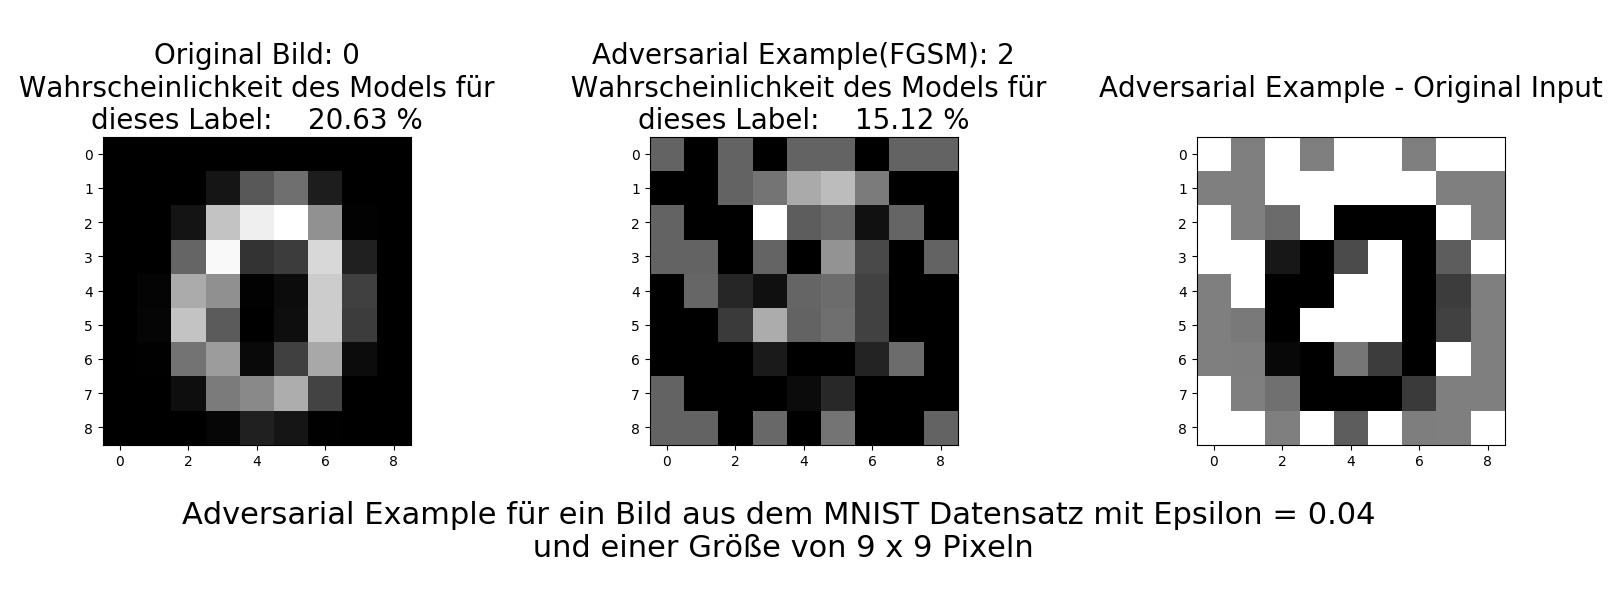 Original Bild: 0
Wahrscheinlichkeit des Models für
dieses Label: 20.63 %
0
1
2
3
4
5
6
7
8
0 2 4 6 8
Adversarial Example(FGSM): 2
Wahrscheinlichkeit des Models für
dieses Label: 15.12 %
0
1
2
3
4
5
6
7
8
0 2 4 6 8
Adversarial Example - Original Input
0
1
2
3
4
5
6
7
8
0 2 4 6 8
Adversarial Example für ein Bild aus dem MNIST Datensatz mit Epsilon = 0.04
und einer Größe von 9 x 9 Pixeln